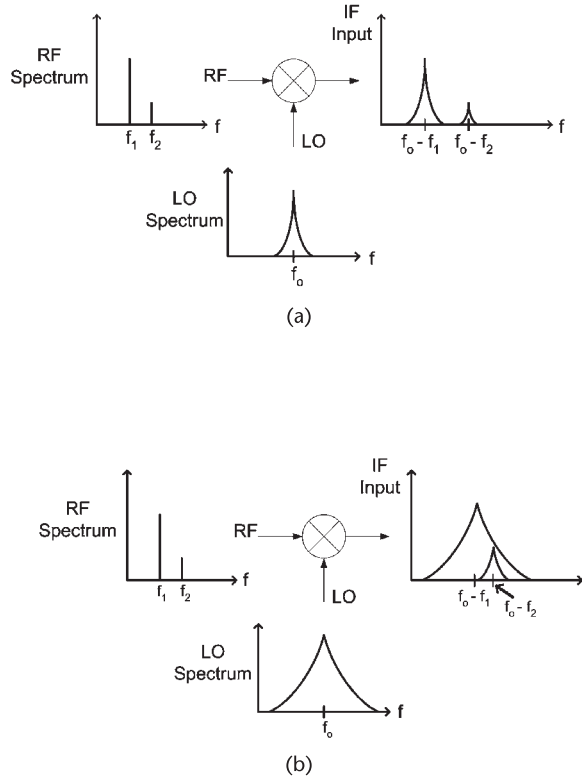 RF
Spectrum
f₁ f₂ f
RF
LO
IF
Input
fₒ - f₁ fₒ - f₂ f
LO
Spectrum
fₒ f
(a)
RF
Spectrum
f₁ f₂ f
RF
LO
IF
Input
fₒ - f₁ fₒ - f₂
LO
Spectrum
fₒ f
(b)